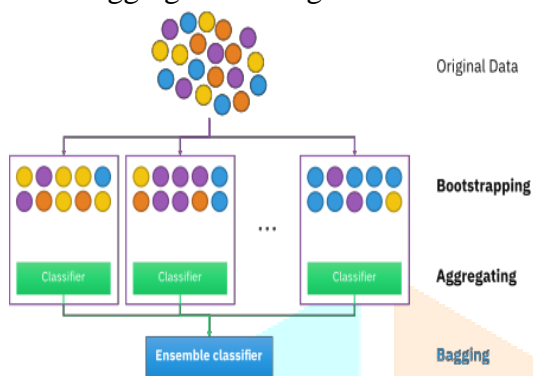 Original Data
Bootstrapping
...
Classifier Classifier Classifier
Aggregating
Ensemble classifier
Bagging